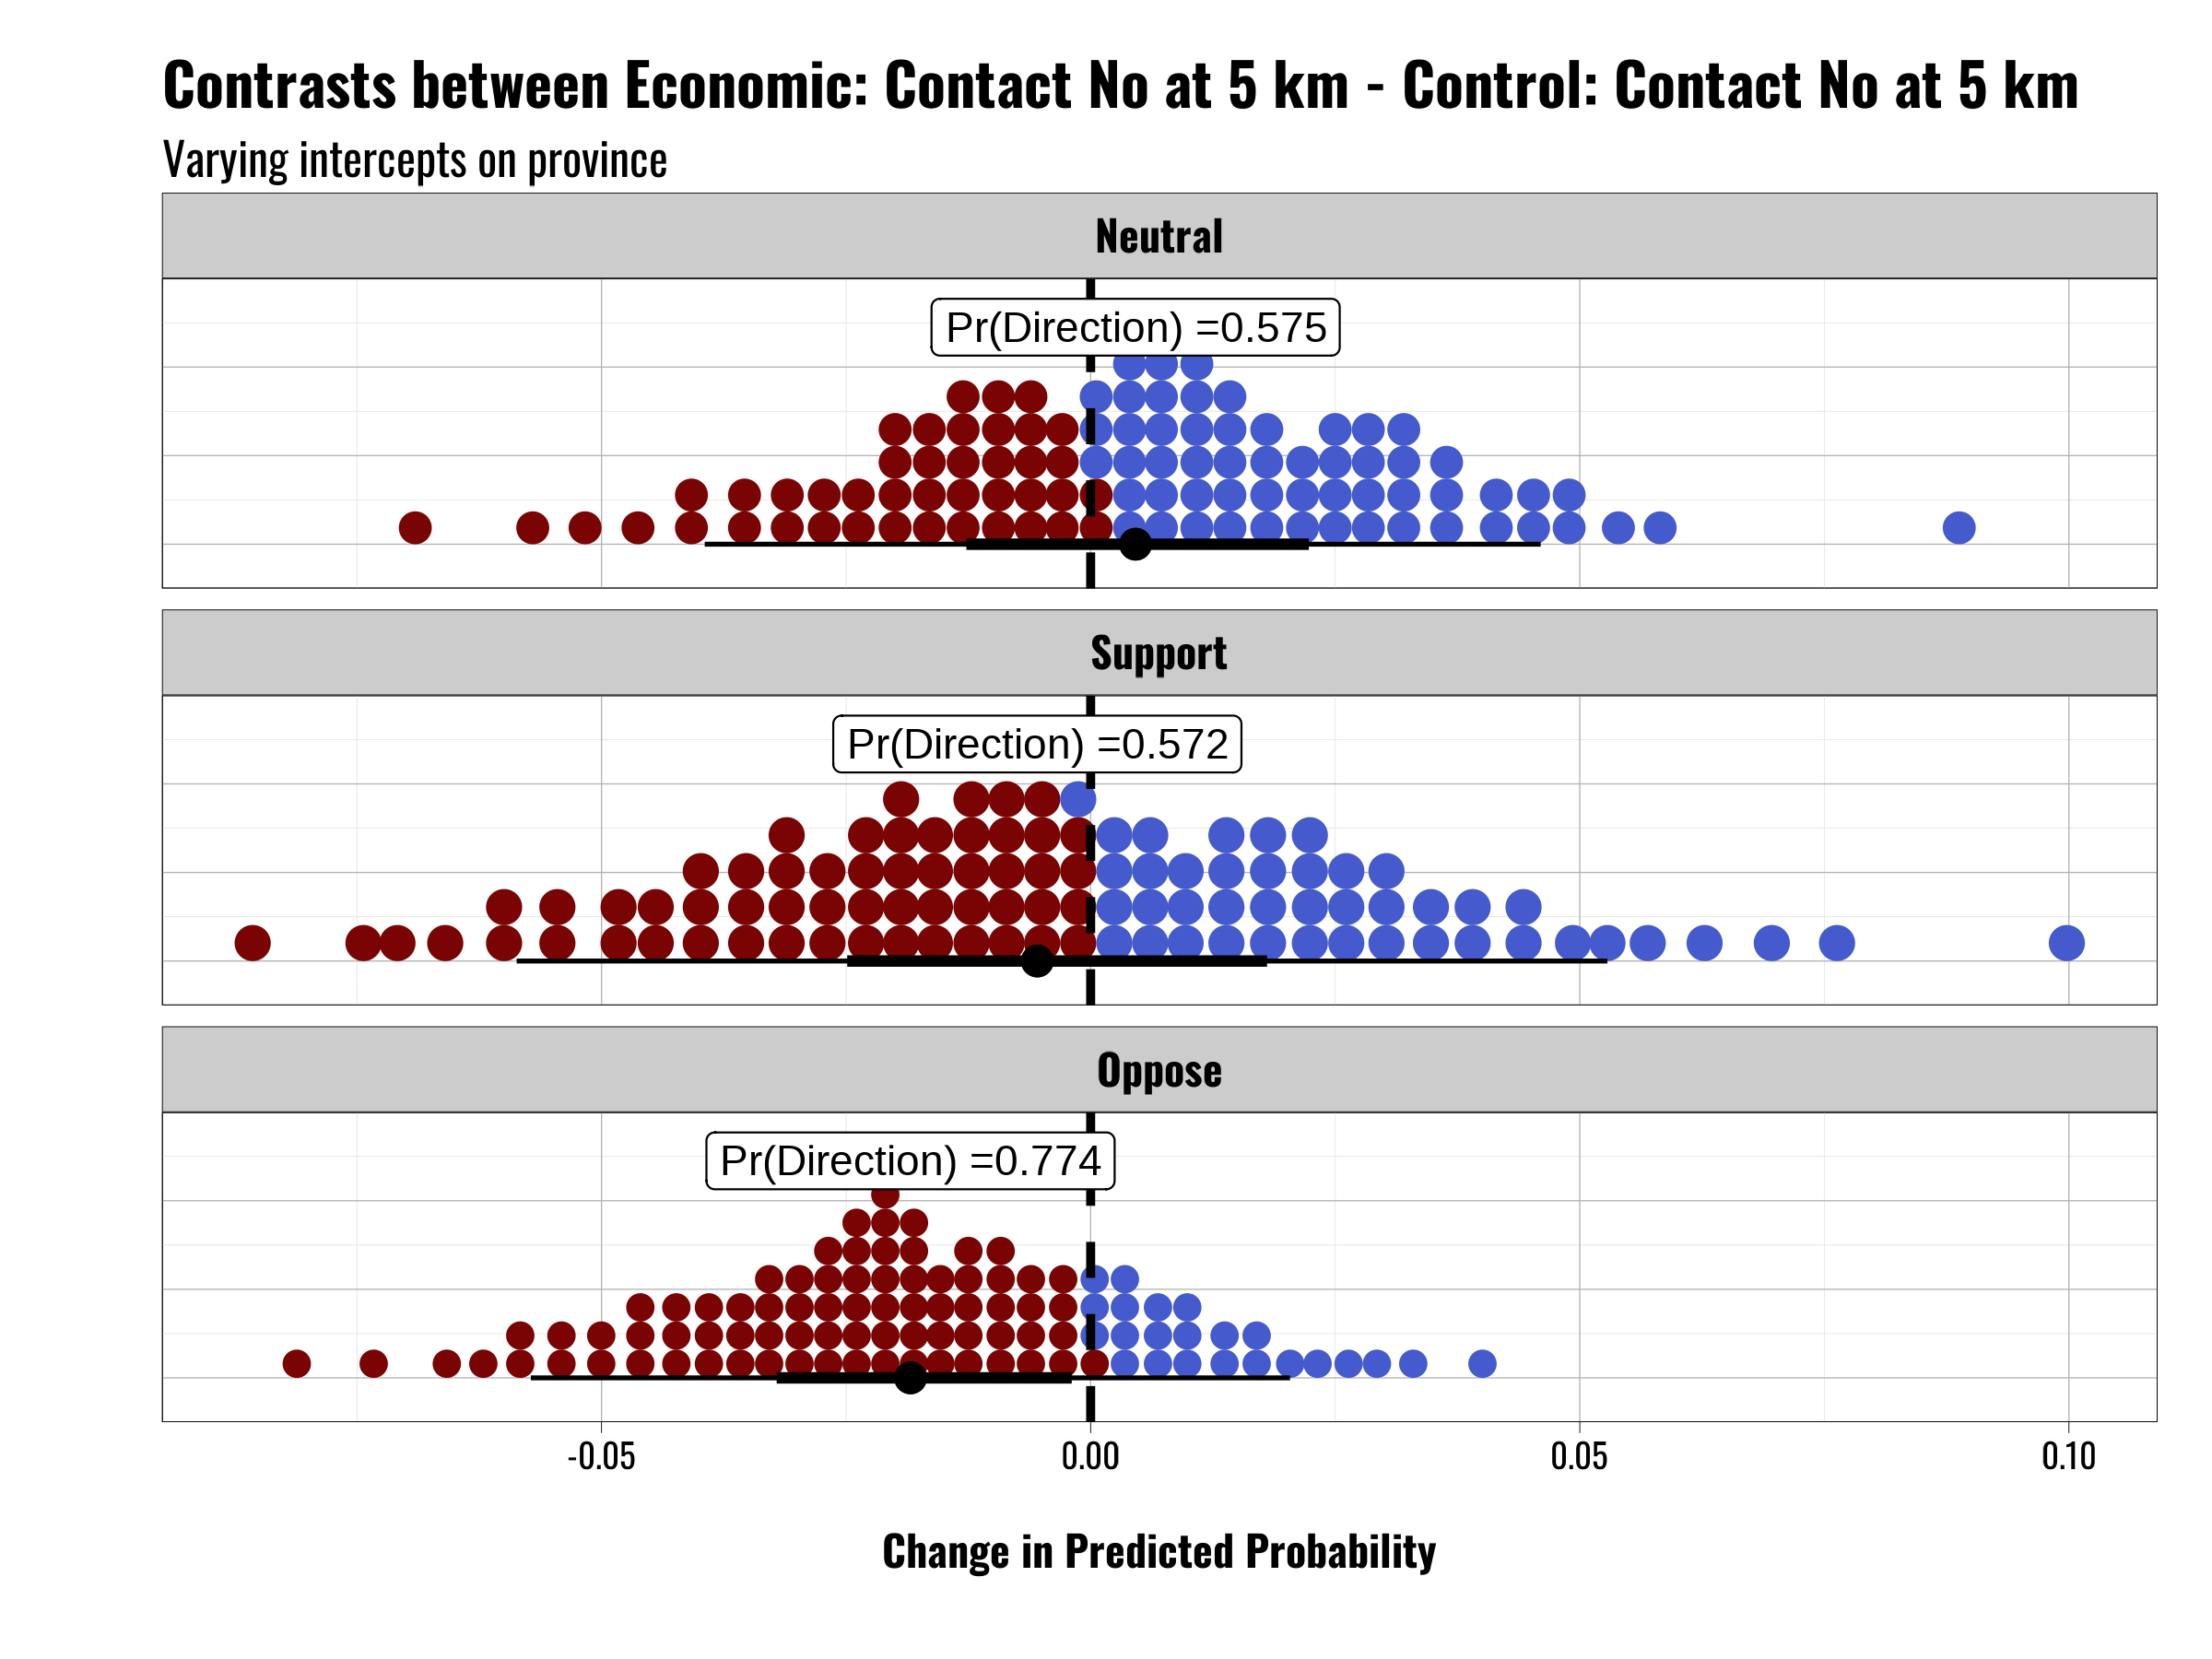 Contrasts between Economic: Contact No at 5 km - Control: Contact No at 5 km
Varying intercepts on province
Neutral
Pr(Direction) =0.575
Support
Pr(Direction) =0.572
Oppose
Pr(Direction) =0.774
-0.05 0.00 0.05 0.10
Change in Predicted Probability